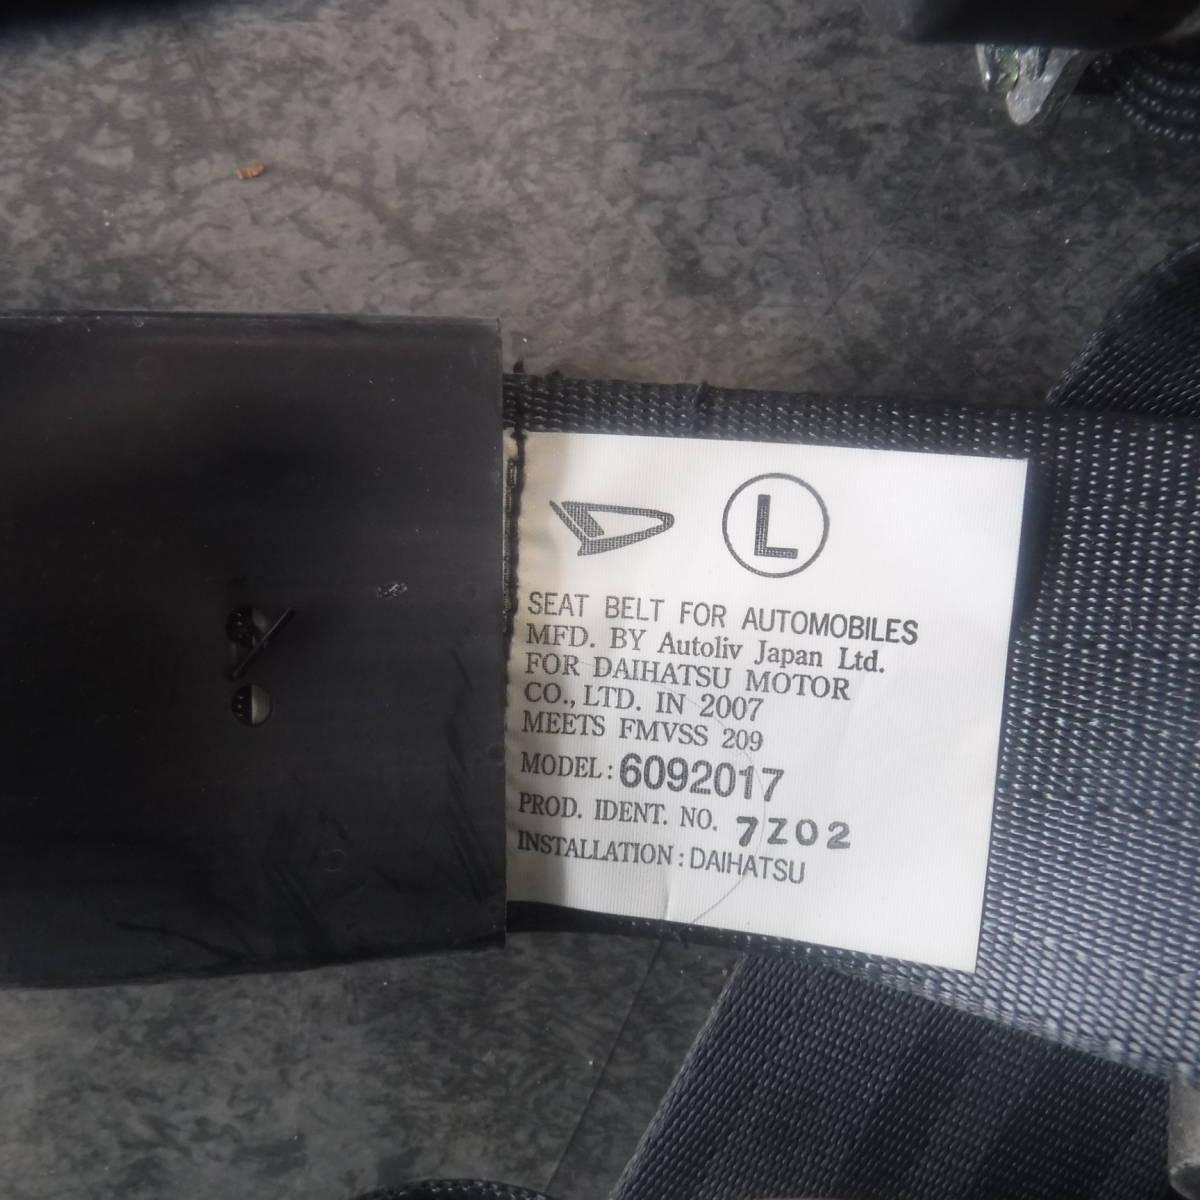 L
SEAT BELT FOR AUTOMOBILES
MFD. BY Autoliv Japan Ltd.
FOR DAIHATSU MOTOR
CO., LTD. IN 2007
MEETS FMVSS 209
MODEL: 6092017
PROD. IDENT. NO. 7Z02
INSTALLATION: DAIHATSU